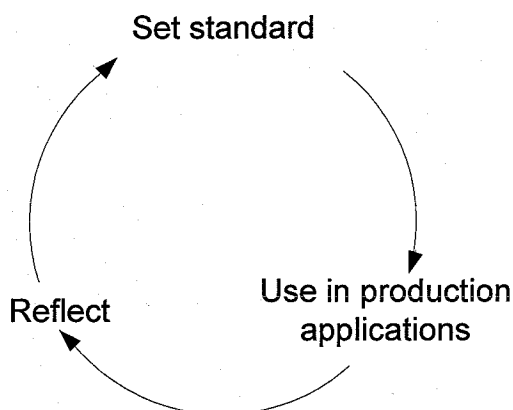 Set standard
Use in production
applications
Reflect